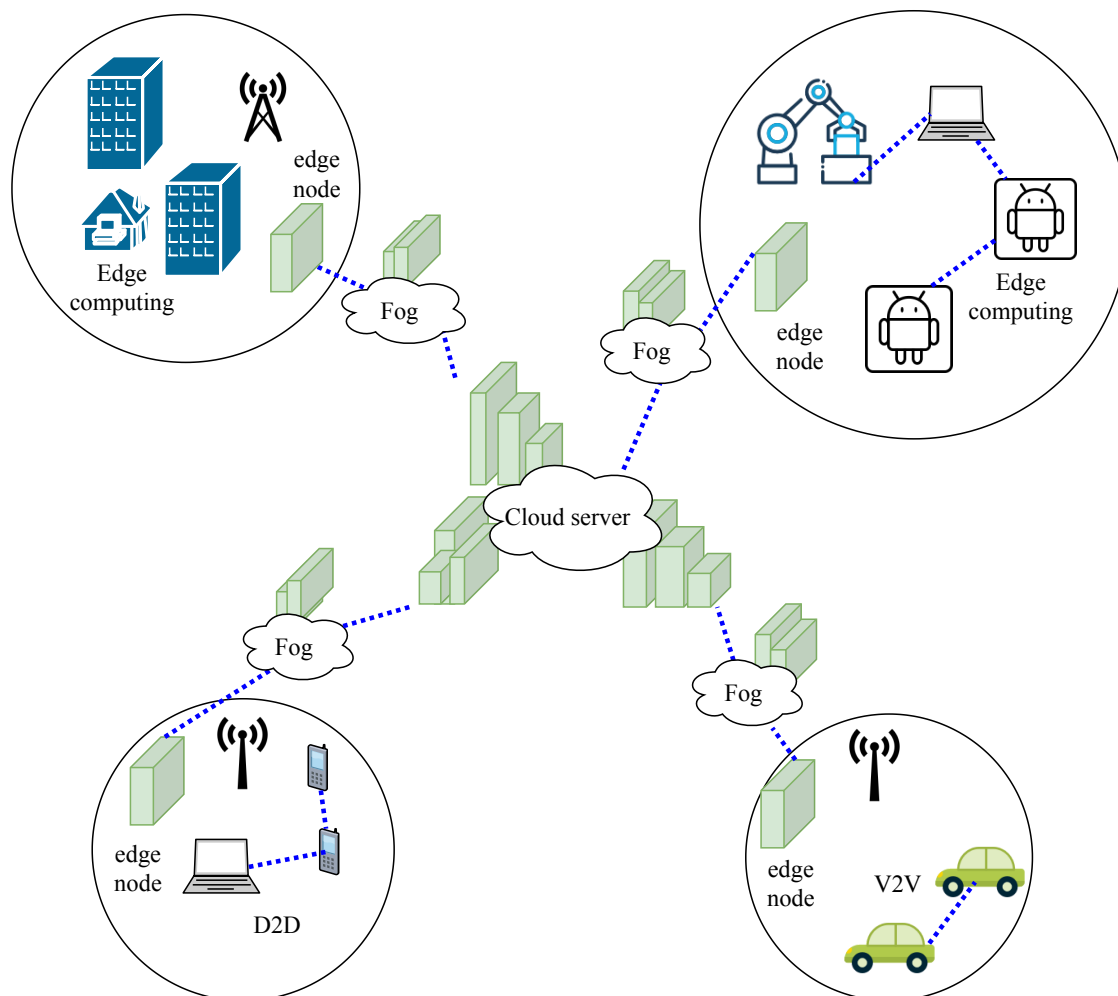 edge
node
Edge
computing
Fog
Edge
computing
edge
node
Fog
Cloud server
Fog
edge
node
D2D
Fog
V2V
edge
node